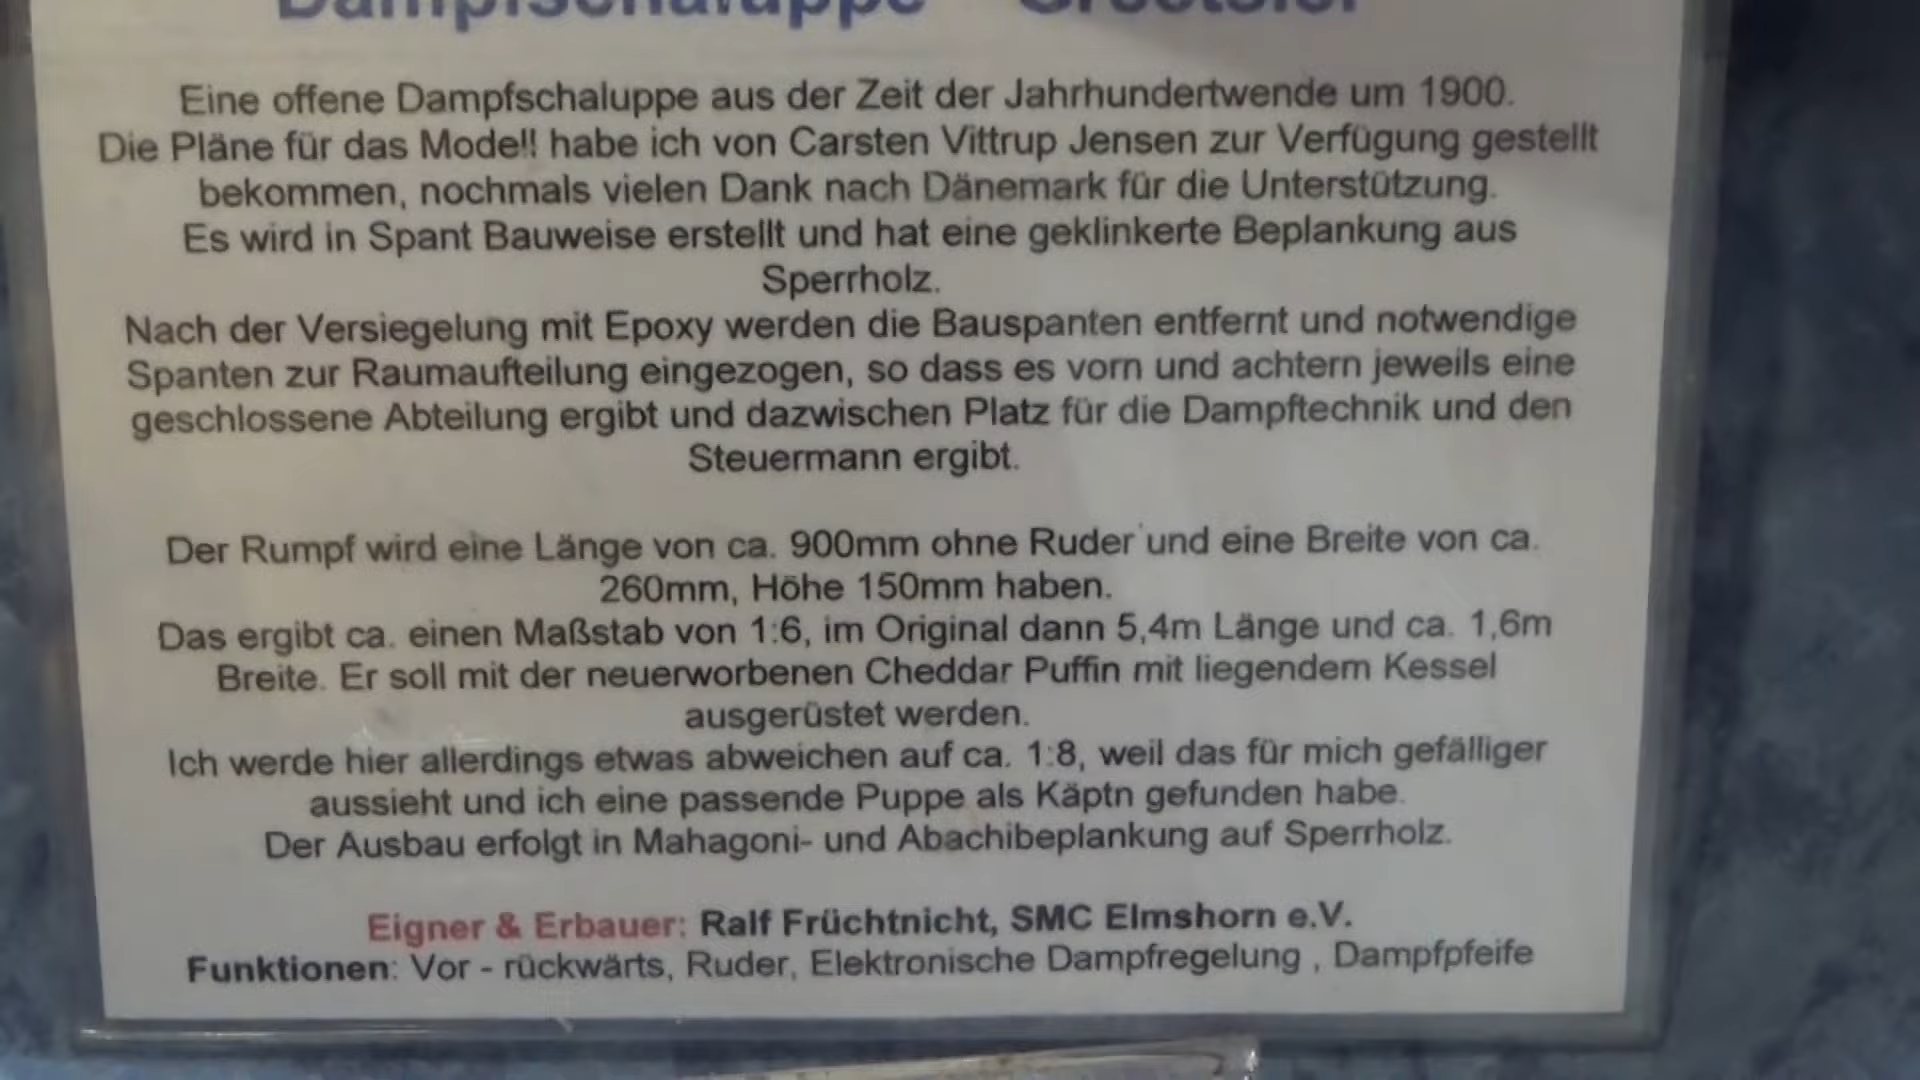 Dampfschaluppe "Greetsiel"
Eine offene Dampfschaluppe aus der Zeit der Jahrhundertwende um 1900.
Die Pläne für das Modell habe ich von Carsten Vittrup Jensen zur Verfügung gestellt
bekommen, nochmals vielen Dank nach Dänemark für die Unterstützung.
Es wird in Spant Bauweise erstellt und hat eine geklinkerte Beplankung aus
Sperrholz.
Nach der Versiegelung mit Epoxy werden die Bauspanten entfernt und notwendige
Spanten zur Raumaufteilung eingezogen, so dass es vorn und achtern jeweils eine
geschlossene Abteilung ergibt und dazwischen Platz für die Dampftechnik und den
Steuermann ergibt.
Der Rumpf wird eine Länge von ca. 900mm ohne Ruder und eine Breite von ca.
260mm, Höhe 150mm haben.
Das ergibt ca. einen Maßstab von 1:6, im Original dann 5,4m Länge und ca. 1,6m
Breite. Er soll mit der neuerworbenen Cheddar Puffin mit liegendem Kessel
ausgerüstet werden.
Ich werde hier allerdings etwas abweichen auf ca. 1:8, weil das für mich gefälliger
aussieht und ich eine passende Puppe als Käptn gefunden habe.
Der Ausbau erfolgt in Mahagoni- und Abachibeplankung auf Sperrholz.
Eigner & Erbauer: Ralf Früchtnicht, SMC Elmshorn e.V.
Funktionen: Vor - rückwärts, Ruder, Elektronische Dampfregelung , Dampfpfeife